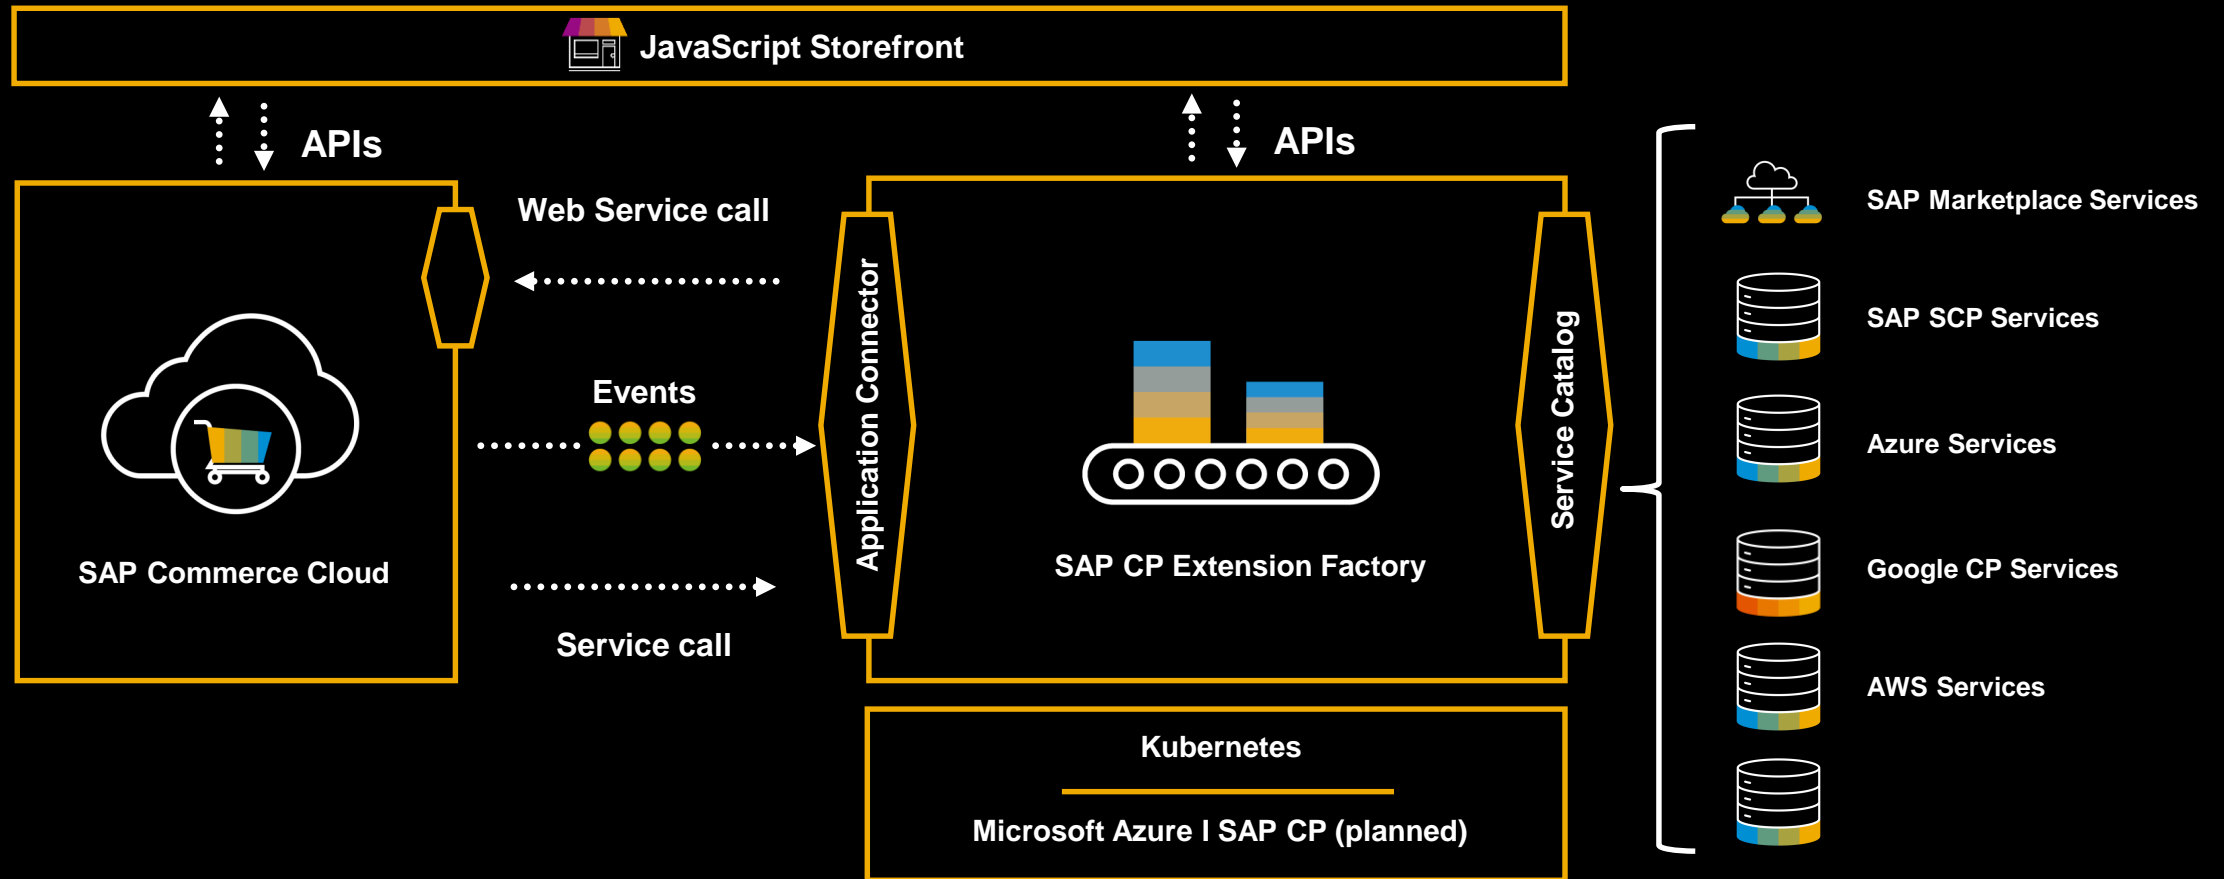 JavaScript Storefront
APIs
APIs
Web Service call
Events
Service call
SAP Commerce Cloud
Application Connector
SAP CP Extension Factory
Service Catalog
Kubernetes
Microsoft Azure I SAP CP (planned)
SAP Marketplace Services
SAP SCP Services
Azure Services
Google CP Services
AWS Services